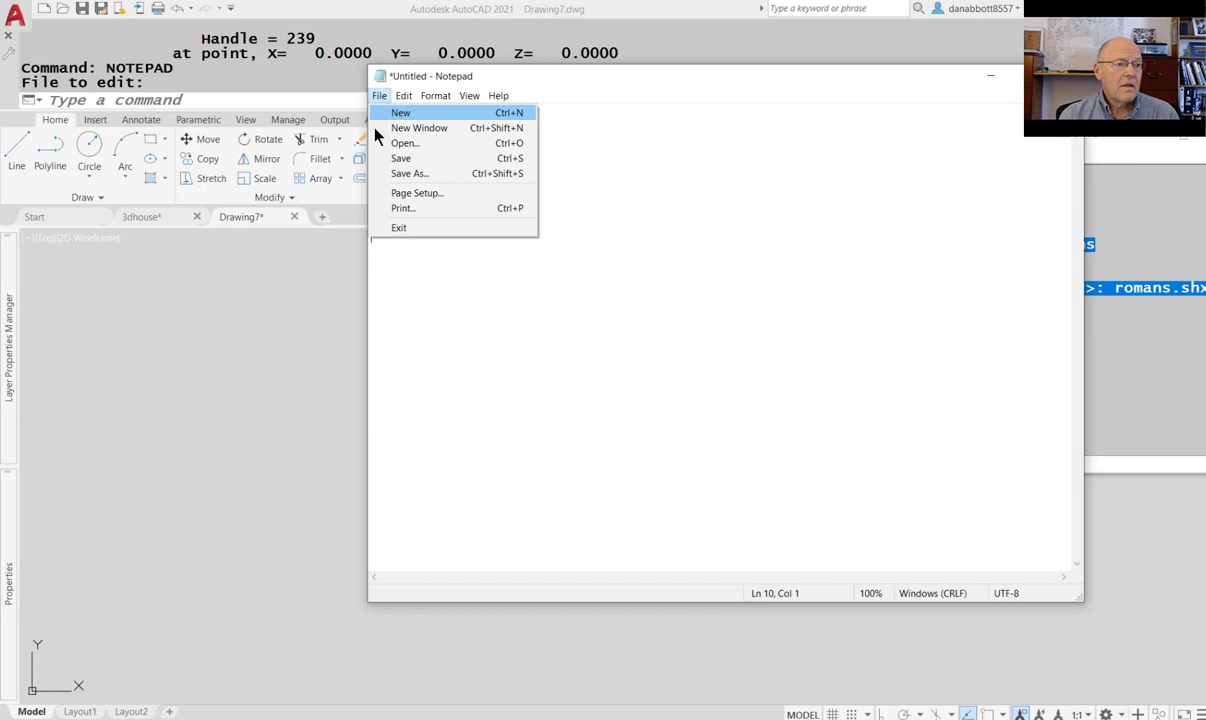 Autodesk AutoCAD 2021 Drawing7.dwg
Type a keyword or phrase
danabbott8557
Handle = 239
at point, X= 0.0000 Y= 0.0000 Z= 0.0000
Command: NOTPAD
File to edit:
Type a command
Home Insert Annotate Parametric View Manage Output
Line Polyline Circle Arc
Move Rotate Trim
Copy Mirror Fillet
Stretch Scale Array
Draw Modify
Start 3dhouse* Drawing7*
[−][Top][2D Wireframe]
Layer Properties Manager
Properties
*Untitled - Notepad
File Edit Format View Help
New Ctrl+N
New Window Ctrl+Shift+N
Open... Ctrl+O
Save Ctrl+S
Save As... Ctrl+Shift+S
Page Setup...
Print... Ctrl+P
Exit
s
>: romans.shx
Ln 10, Col 1 100% Windows (CRLF) UTF-8
Y
X
Model Layout1 Layout2
MODEL 1:1